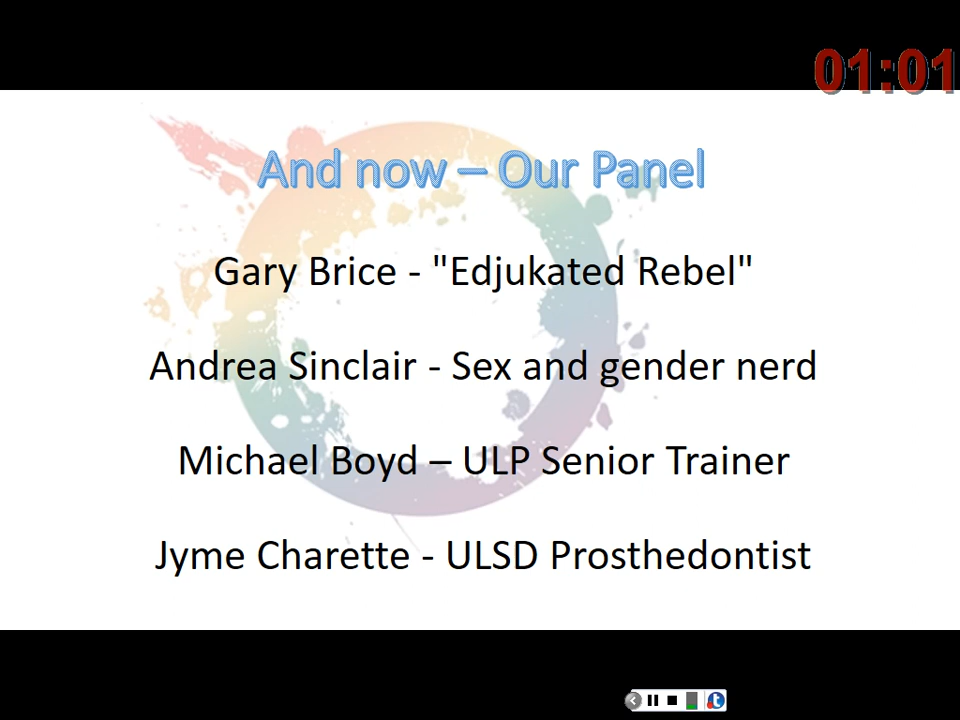 01:01
And now – Our Panel
Gary Brice - "Edjukated Rebel"
Andrea Sinclair - Sex and gender nerd
Michael Boyd – ULP Senior Trainer
Jyme Charette - ULSD Prosthedontist